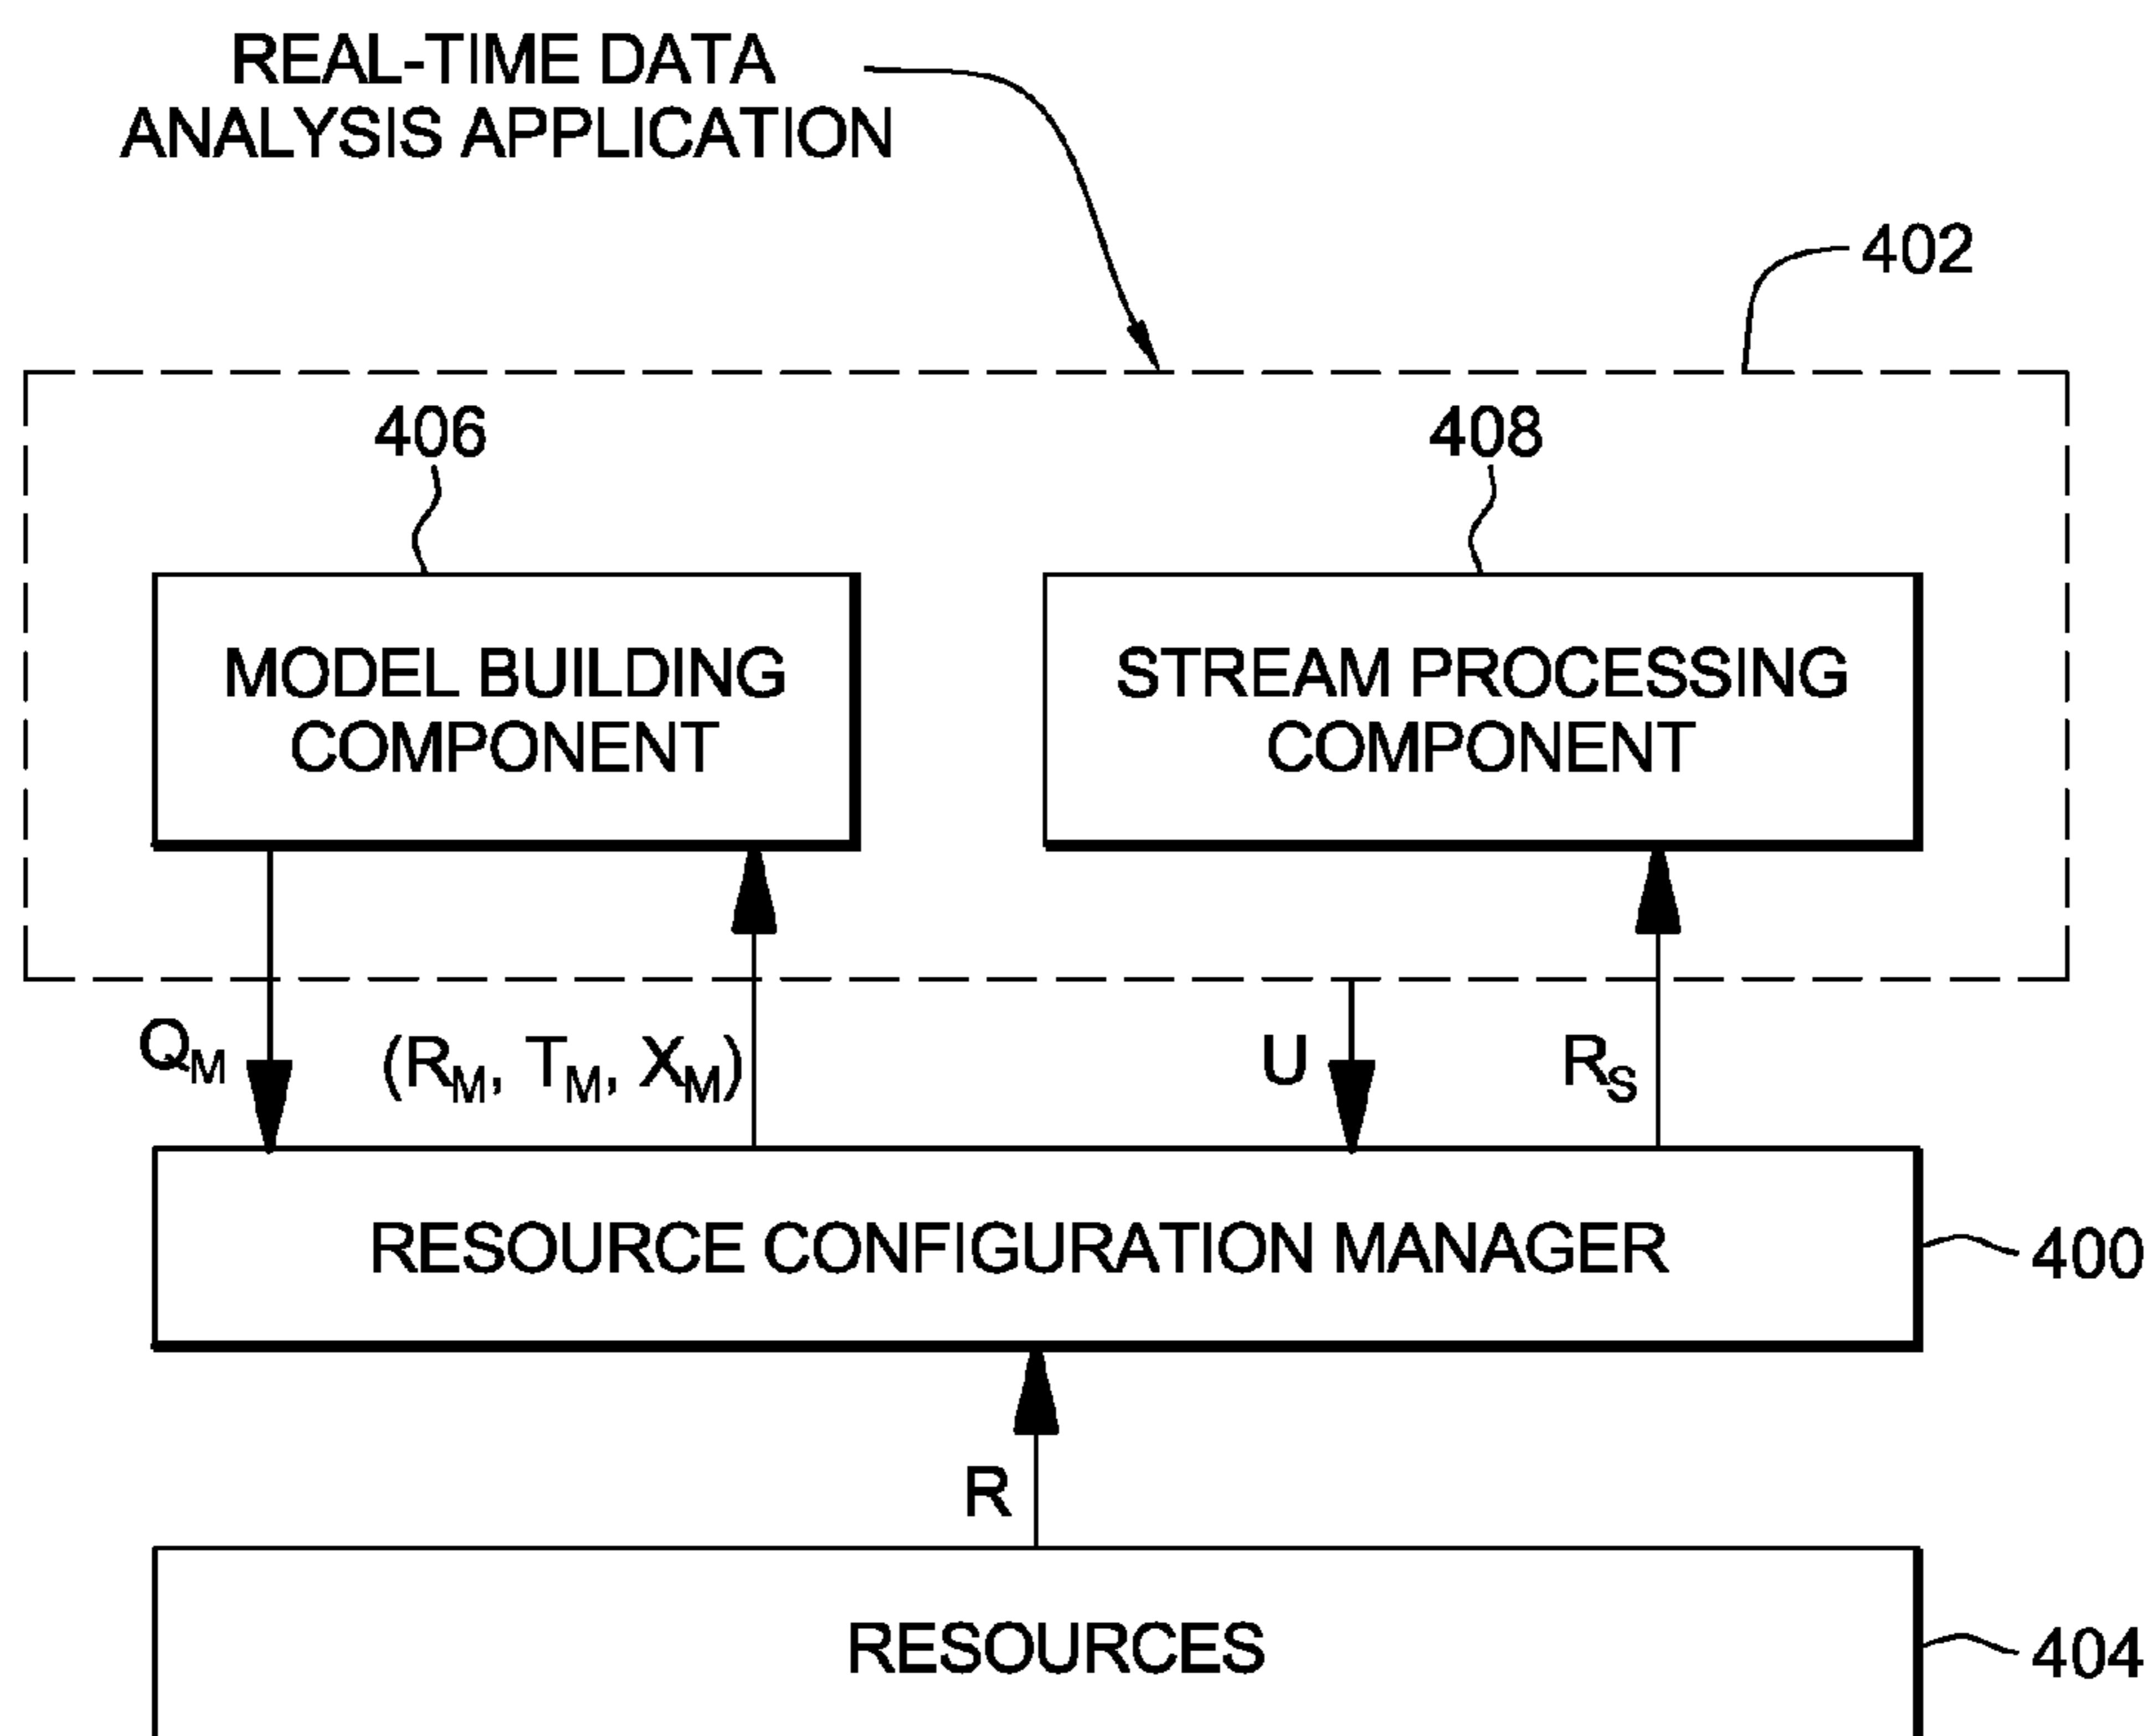 REAL-TIME DATA
ANALYSIS APPLICATION
402
406
408
MODEL BUILDING
COMPONENT
STREAM PROCESSING
COMPONENT
QM
(RM, TM, XM)
U
RS
RESOURCE CONFIGURATION MANAGER
400
R
RESOURCES
404